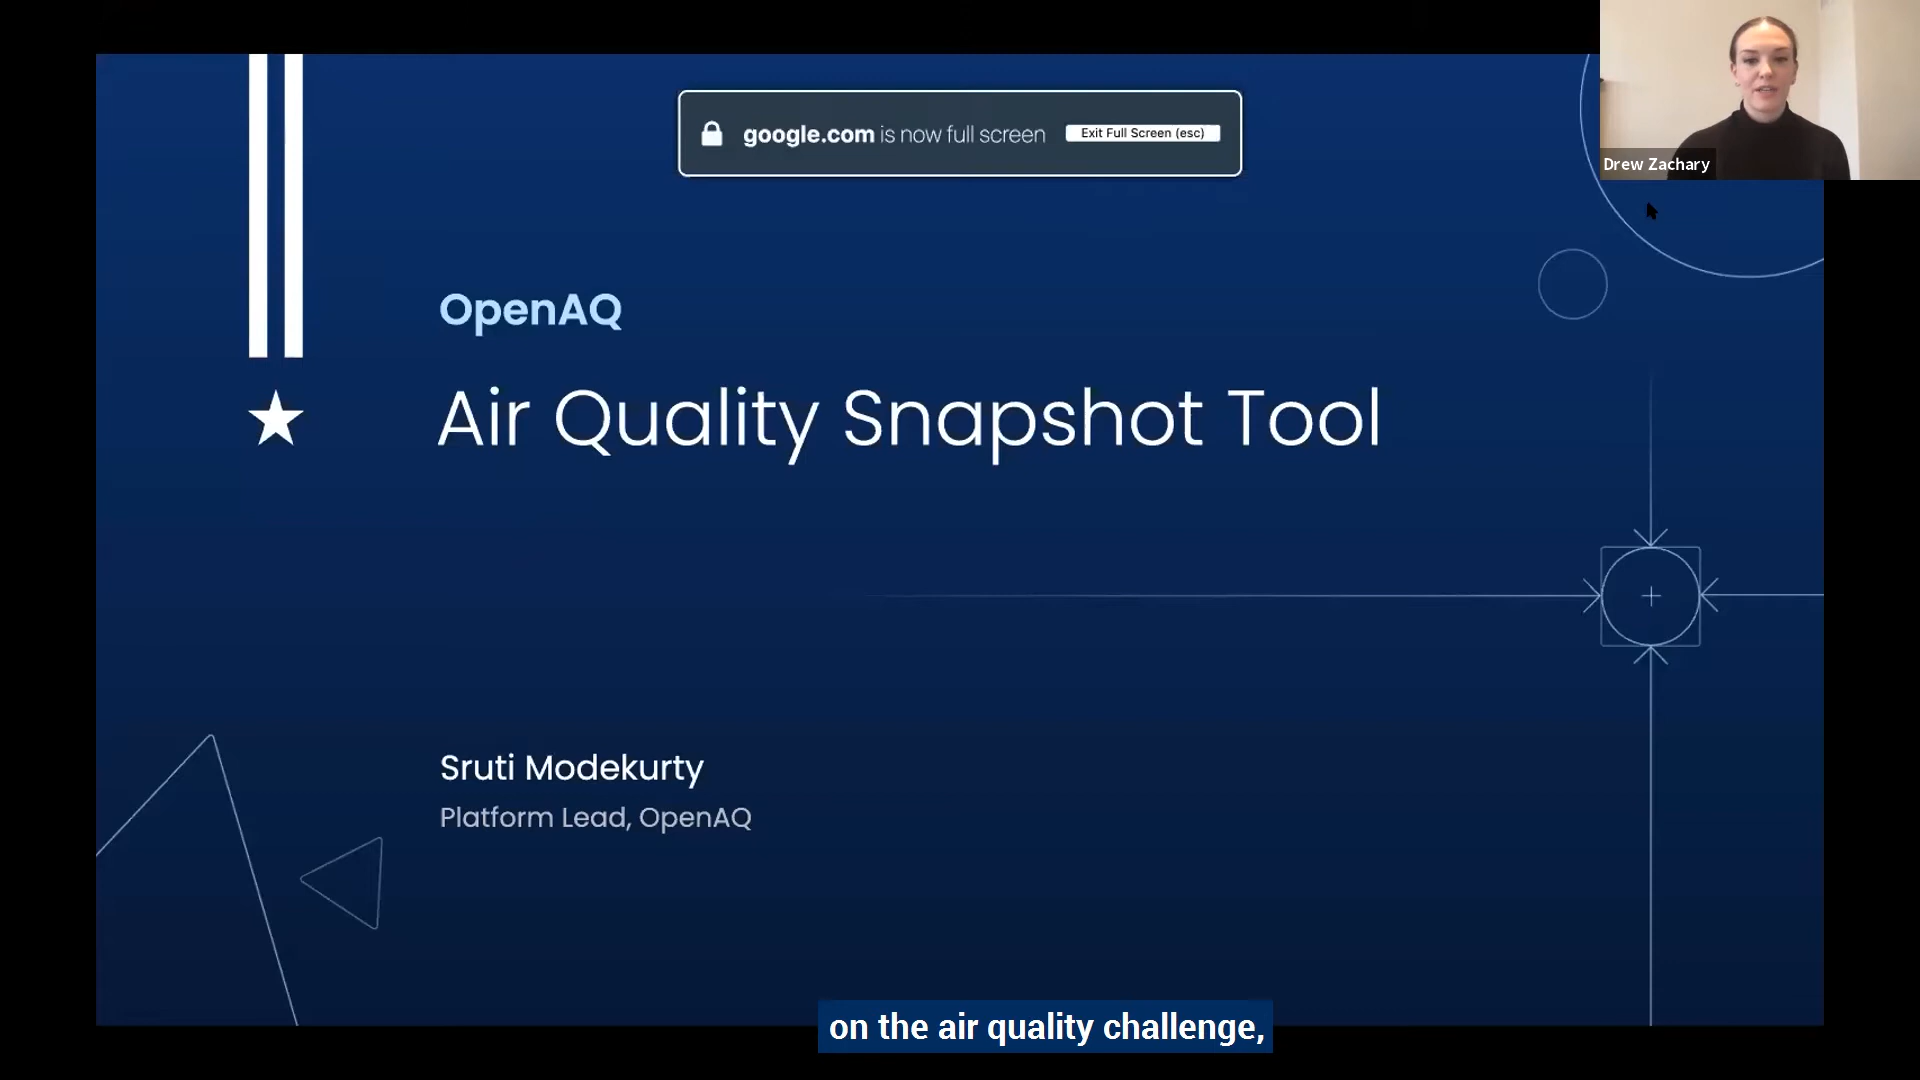 google.com is now full screen Exit Full Screen (esc)
Drew Zachary
OpenAQ
Air Quality Snapshot Tool
Sruti Modekurty
Platform Lead, OpenAQ
on the air quality challenge,